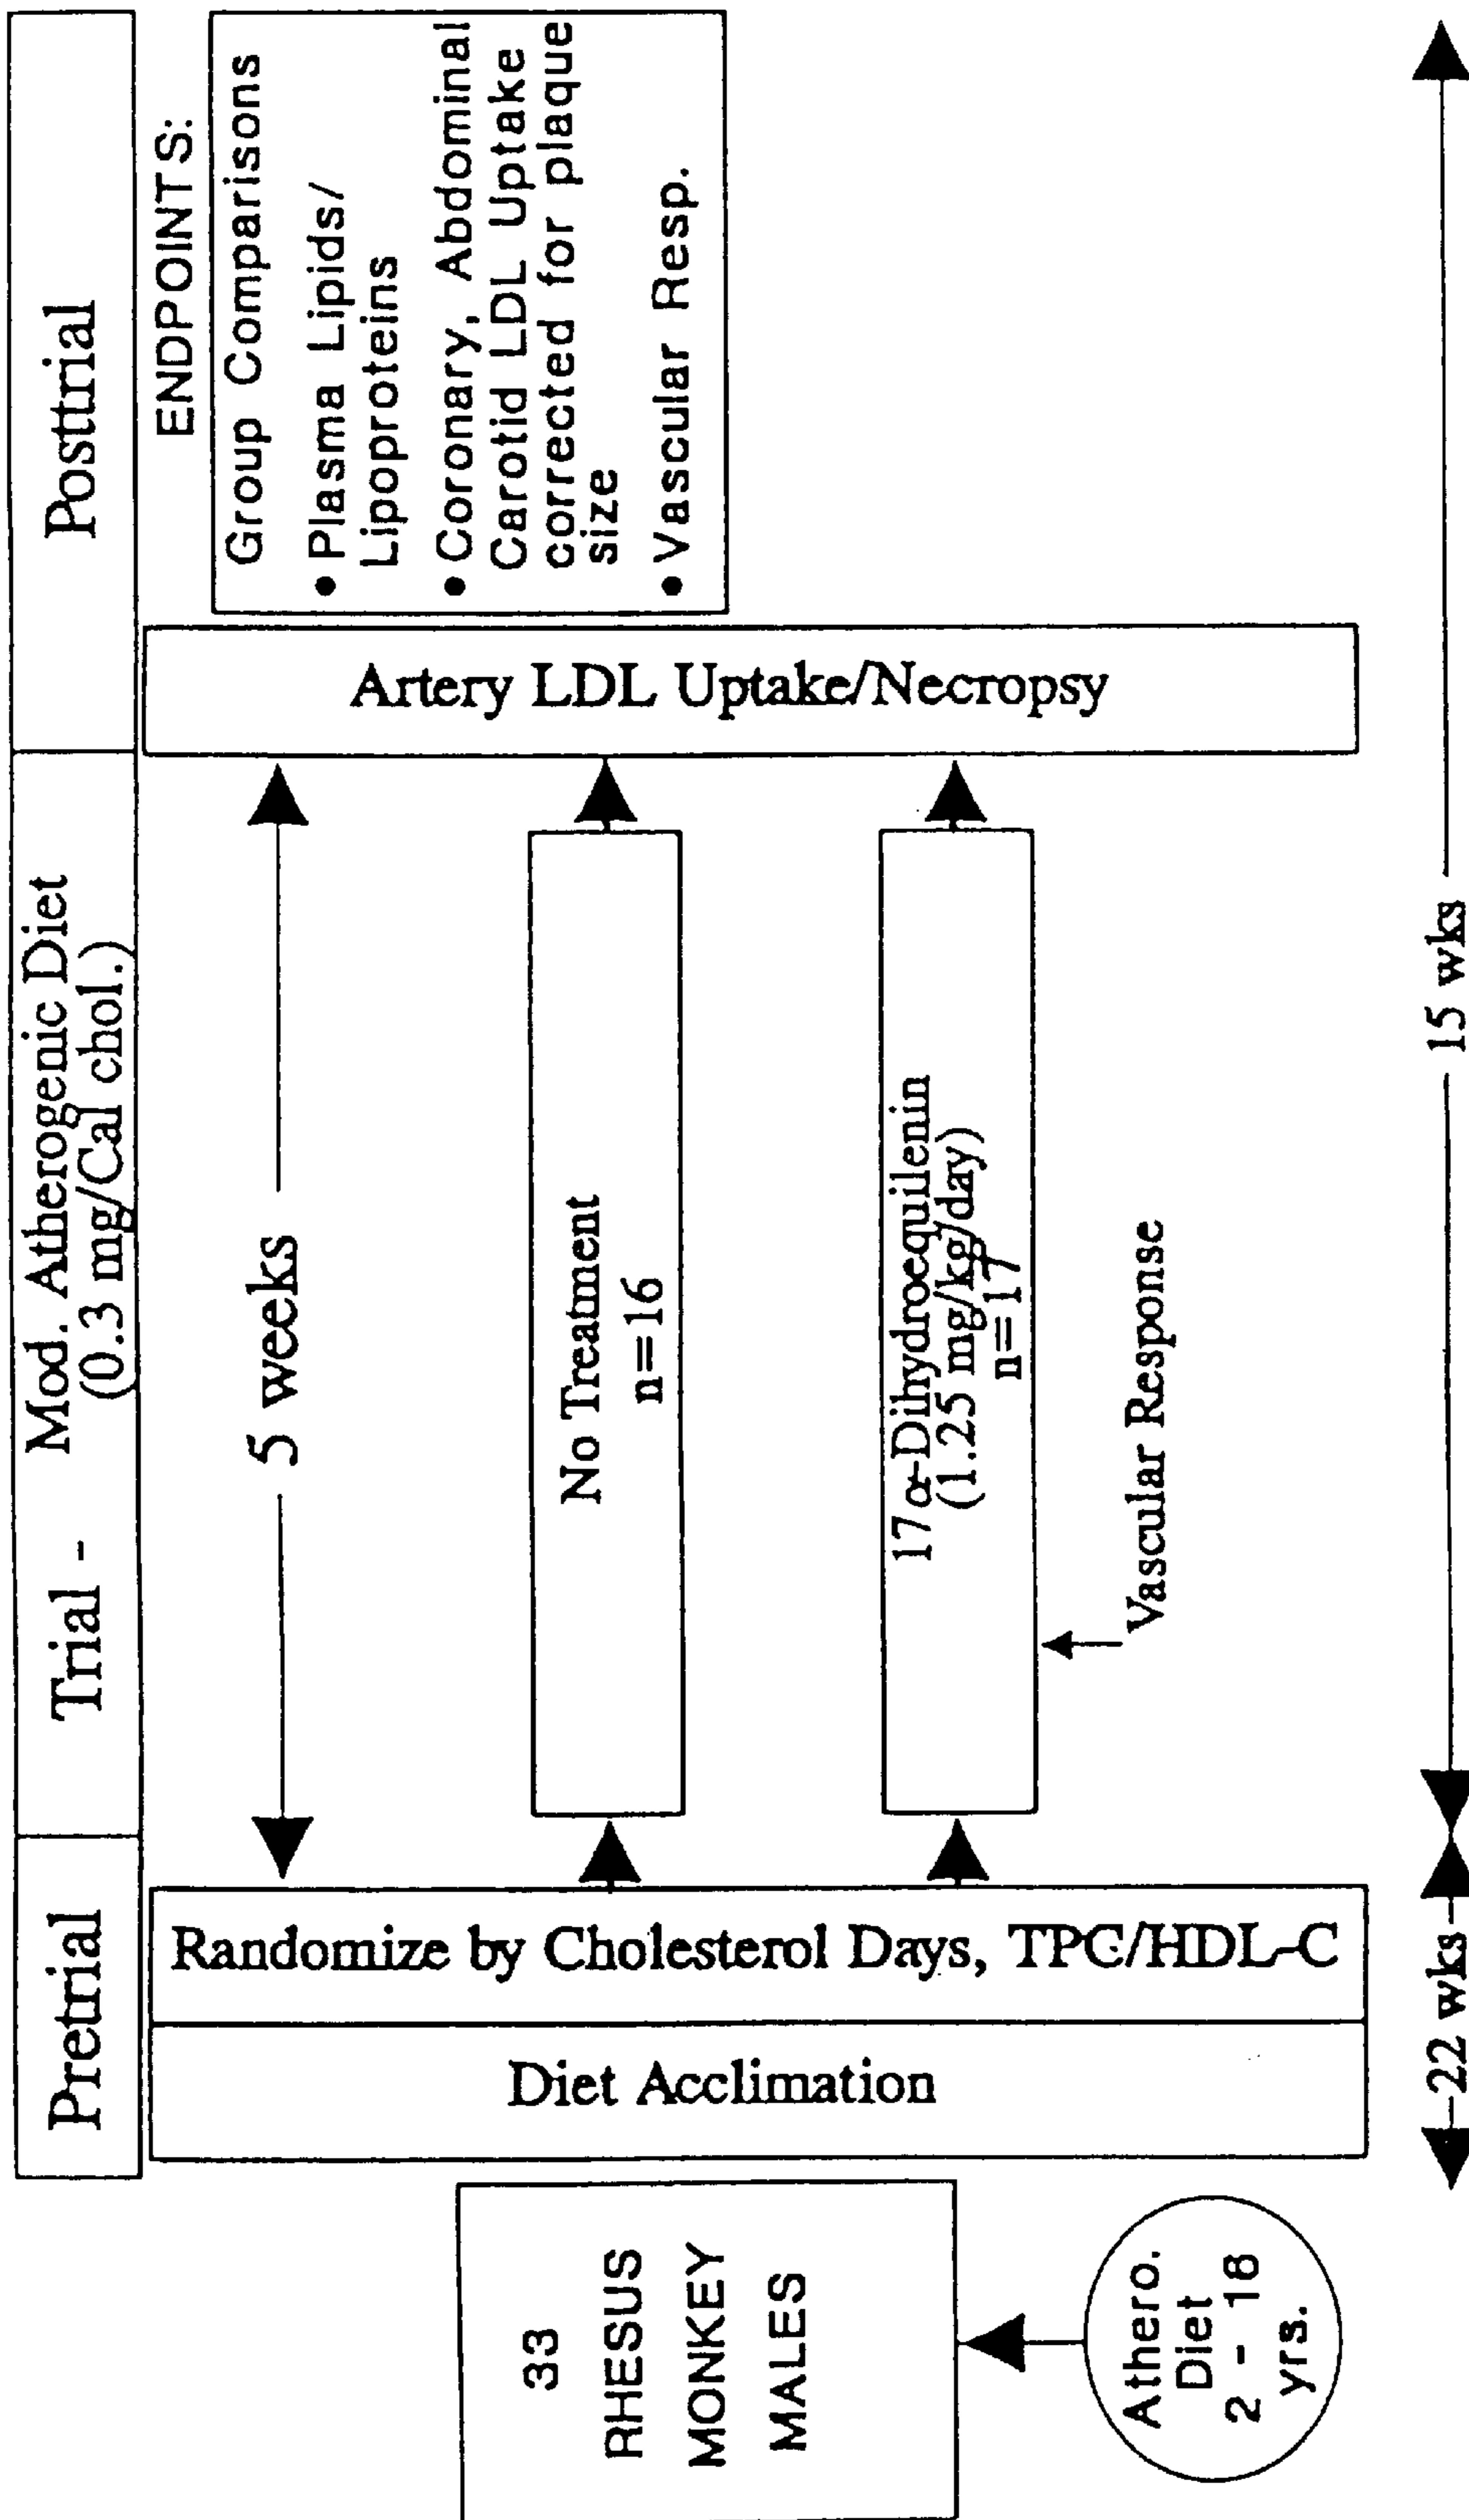 Pretrial
Trial - Mod. Atherogenic Diet
(0.3 mg/Cal chol.)
Posttrial
33
RHESUS
MONKEY
MALES
Athero.
Diet
2 - 18
yrs.
Diet Acclimation
Randomize by Cholesterol Days, TPC/HDL-C
5 weeks
No Treatment
n=16
17 α-Dihydroequilenin
(1.25 mg/kg/day)
n=17
Vascular Response
Artery LDL Uptake/Necropsy
ENDPOINTS:
Group Comparisons
• Plasma Lipids/
Lipoproteins
• Coronary, Abdominal
Carotid LDL Uptake
corrected for plaque
size
• Vascular Resp.
22 wks
15 wks